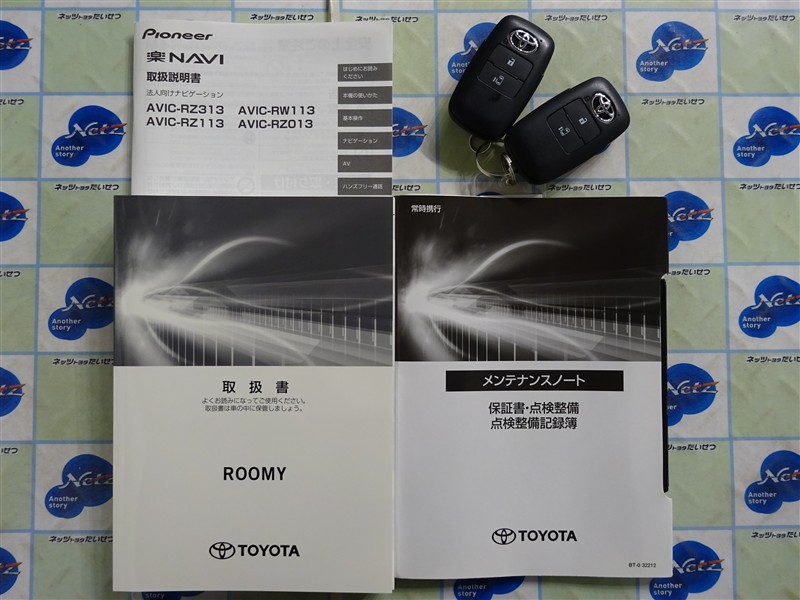 Pioneer
楽NAVI
取扱説明書
法人向けナビゲーション
AVIC-RZ313 AVIC-RW113
AVIC-RZ113 AVIC-RZ013
はじめにお読み
ください
本機の使いかた
基本操作
ナビゲーション
AV
ハンズフリー通話
取扱書
よくお読みになってご使用ください。
取扱書は車の中に保管しましょう。
ROOMY
TOYOTA
常時携行
メンテナンスノート
保証書・点検整備
点検整備記録簿
TOYOTA
BT-0 32212
Netz
Another
story
ネッツトヨタだいせつ